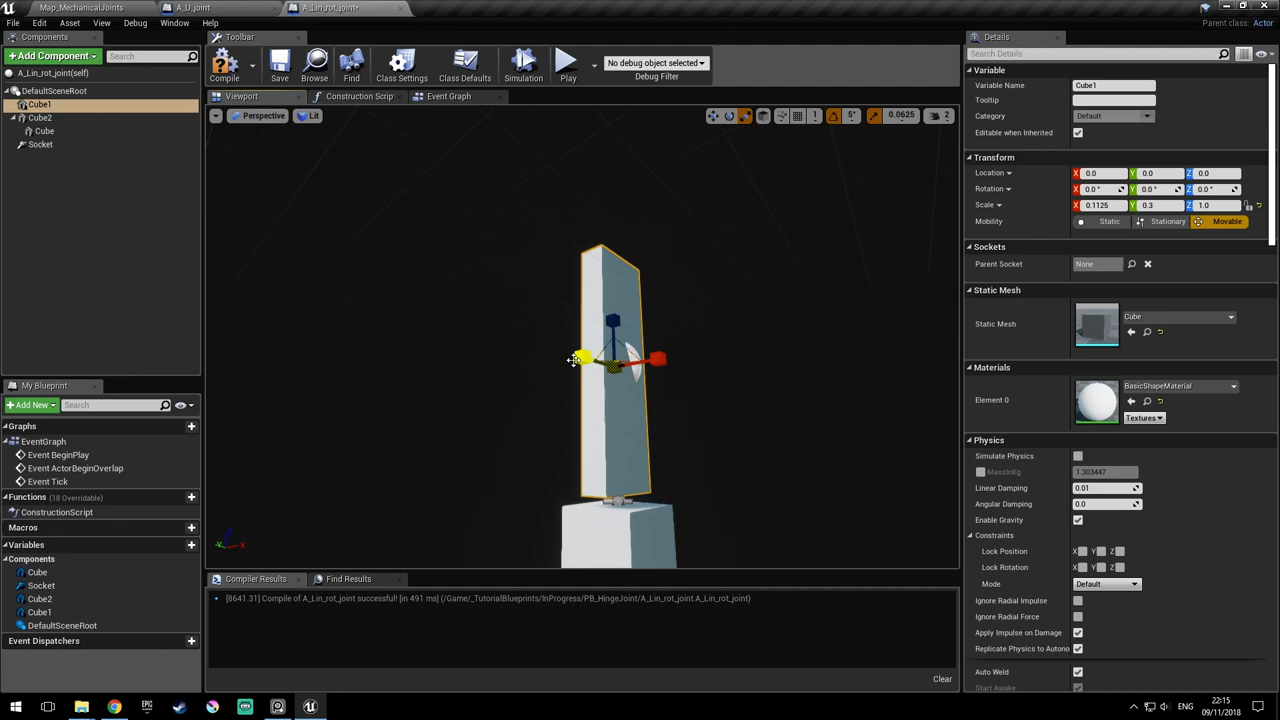 Map_MechanicalJoints
A_U_joint
A_Lin_rot_joint*
File Edit Asset View Debug Window Help
Parent class: Actor
Components
+ Add Component
Search
A_Lin_rot_joint(self)
DefaultSceneRoot
Cube1
Cube2
Cube
Socket
My Blueprint
+ Add New
Search
Graphs
EventGraph
Event BeginPlay
Event ActorBeginOverlap
Event Tick
Functions (18 Overridable)
ConstructionScript
Macros
Variables
Components
Cube
Socket
Cube2
Cube1
DefaultSceneRoot
Event Dispatchers
Toolbar
Compile
Save
Browse
Find
Class Settings
Class Defaults
Simulation
Play
No debug object selected
Debug Filter
Viewport
Construction Scrip
Event Graph
Perspective
Lit
1
5°
0.0625
2
Y X
Compiler Results
Find Results
[8641.31] Compile of A_Lin_rot_joint successful! [in 491 ms] (/Game/_TutorialBlueprints/InProgress/PB_HingeJoint/A_Lin_rot_joint.A_Lin_rot_joint)
Clear
Details
Search Details
Variable
Variable Name Cube1
Tooltip
Category Default
Editable when Inherited
Transform
Location X 0.0 Y 0.0 Z 0.0
Rotation X 0.0 ° Y 0.0 ° Z 0.0 °
Scale X 0.1125 Y 0.3 Z 1.0
Mobility Static Stationary Movable
Sockets
Parent Socket None
Static Mesh
Static Mesh Cube
Materials
Element 0 BasicShapeMaterial
Textures
Physics
Simulate Physics
MassInKg 1.303447
Linear Damping 0.01
Angular Damping 0.0
Enable Gravity
Constraints
Lock Position X Y Z
Lock Rotation X Y Z
Mode Default
Ignore Radial Impulse
Ignore Radial Force
Apply Impulse on Damage
Replicate Physics to Autono
Auto Weld
Start Awake
EPIC
ENG
22:15
09/11/2018